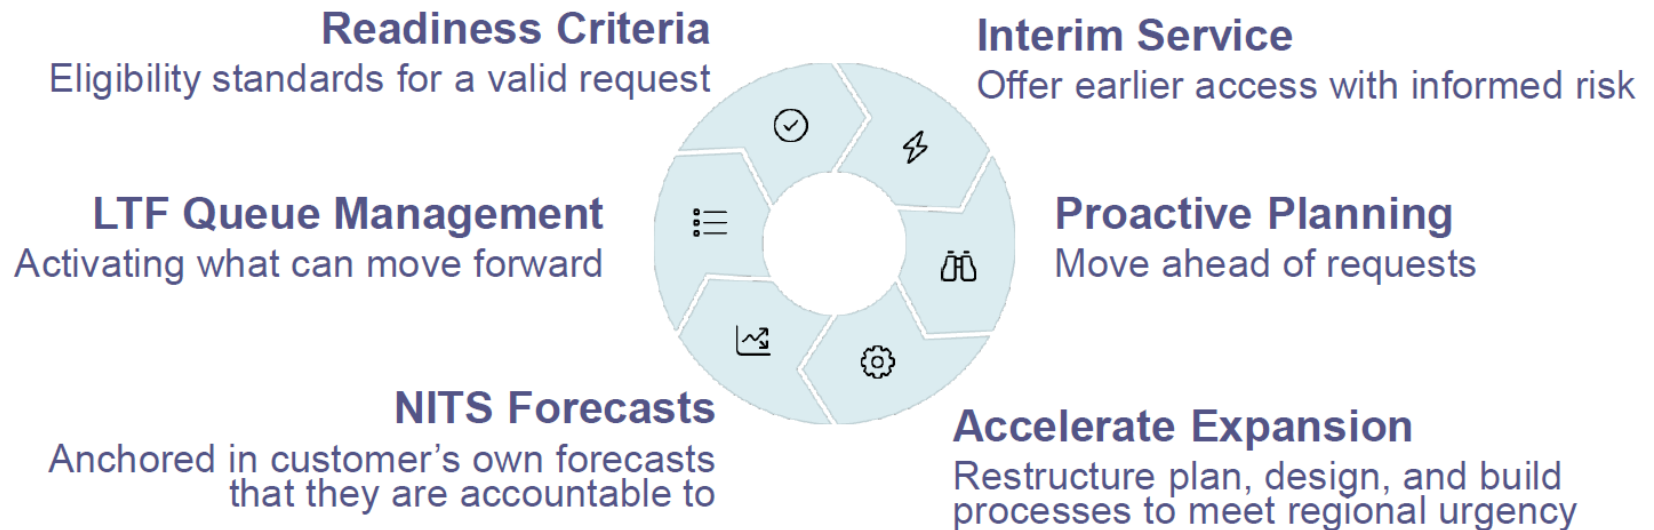 Readiness Criteria
Eligibility standards for a valid request
Interim Service
Offer earlier access with informed risk
LTF Queue Management
Activating what can move forward
Proactive Planning
Move ahead of requests
NITS Forecasts
Anchored in customer’s own forecasts
that they are accountable to
Accelerate Expansion
Restructure plan, design, and build
processes to meet regional urgency